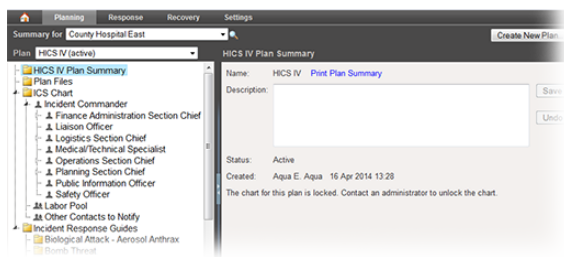 Planning Response Recovery Settings
Summary for County Hospital East
Create New Plan...
Plan HICS IV (active)
HICS IV Plan Summary
HICS IV Plan Summary
Plan Files
ICS Chart
Incident Commander
Finance Administration Section Chief
Liaison Officer
Logistics Section Chief
Medical/Technical Specialist
Operations Section Chief
Planning Section Chief
Public Information Officer
Safety Officer
Labor Pool
Other Contacts to Notify
Incident Response Guides
Biological Attack - Aerosol Anthrax
Bomb Threat
Name: HICS IV Print Plan Summary
Description:
Save
Undo
Status: Active
Created: Aqua E. Aqua 16 Apr 2014 13:28
The chart for this plan is locked. Contact an administrator to unlock the chart.